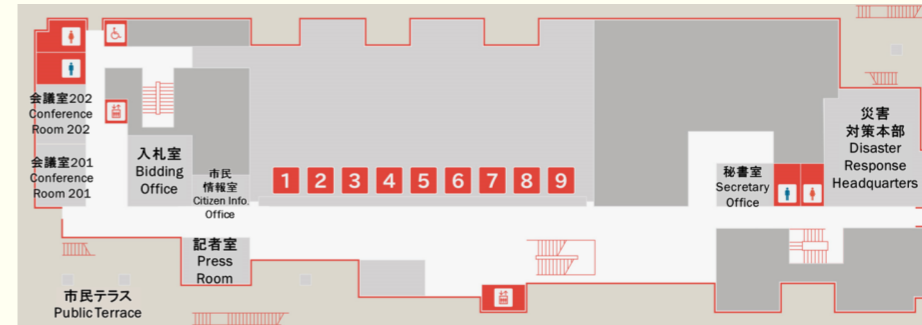 会議室202
Conference
Room 202
会議室201
Conference
Room 201
入札室
Bidding
Office
市民
情報室
Citizen Info.
Office
記者室
Press
Room
市民テラス
Public Terrace
1 2 3 4 5 6 7 8 9
秘書室
Secretary
Office
災害
対策本部
Disaster
Response
Headquarters